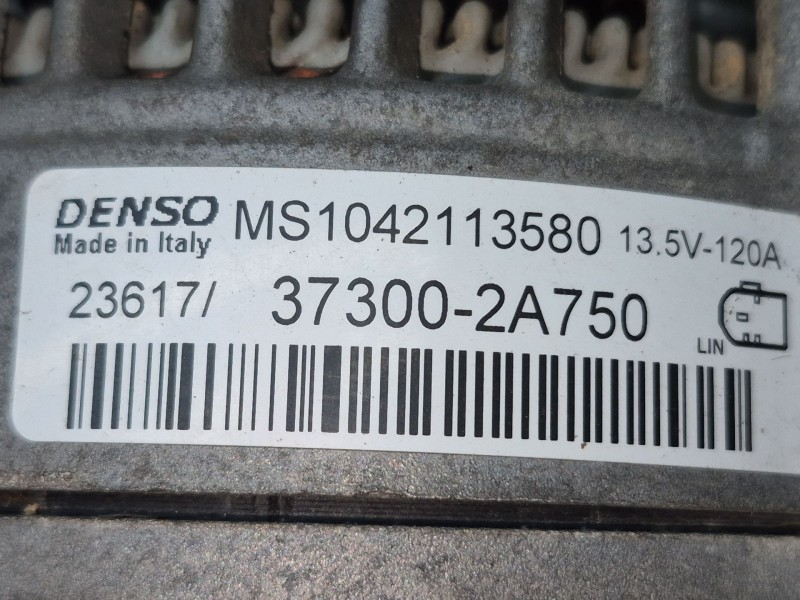 DENSO MS1042113580 13.5V-120A
Made in Italy
23617/ 37300-2A750
LIN